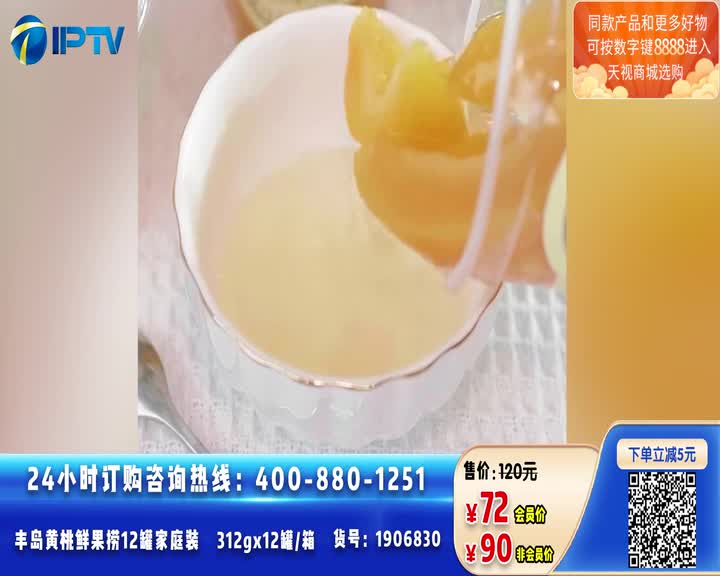 IPTV
同款产品和更多好物
可按数字键8888进入
天视商城选购
24小时订购咨询热线：400-880-1251
丰岛黄桃鲜果捞12罐家庭装 312gx12罐/箱 货号：1906830
售价：120元
￥72 会员价
￥90 非会员价
下单立减5元